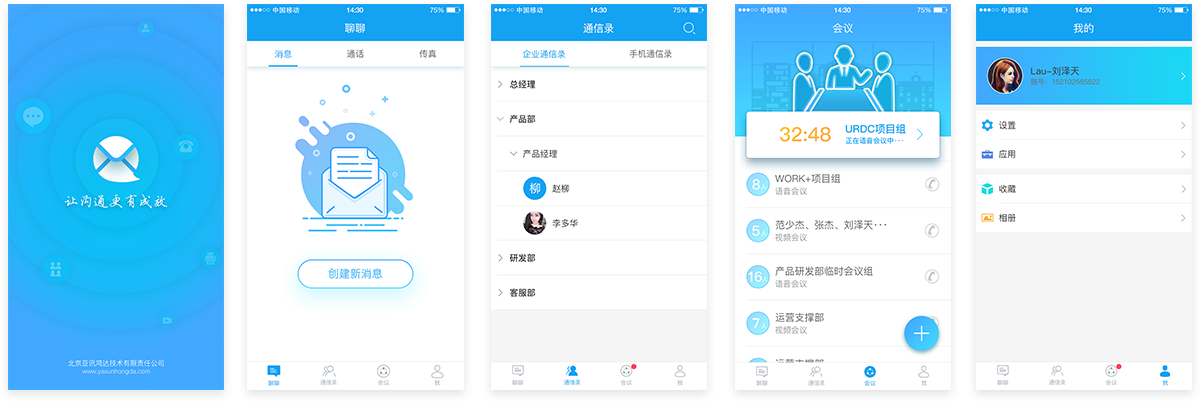 让沟通更有成效
北京亚讯鸿达技术有限责任公司
www.yaxunhongda.com
中国移动 14:30 75%
聊聊
消息 通话 传真
创建新消息
聊聊 通信录 会议 我
中国移动 14:30 75%
通信录
企业通信录 手机通信录
总经理
产品部
产品经理
柳 赵柳
李多华
研发部
客服部
聊聊 通信录 会议 我
中国移动 14:30 75%
会议
32:48 URDC项目组
正在语音会议中···
8人 WORK+项目组
语音会议
5人 范少杰、张杰、刘泽天···
视频会议
16人 产品研发部临时会议组
语音会议
7人 运营支撑部
视频会议
运营支撑部
聊聊 通信录 会议 我
中国移动 14:30 75%
我的
Lau-刘泽天
账号：15210256582​2
设置
应用
收藏
相册
聊聊 通信录 会议 我